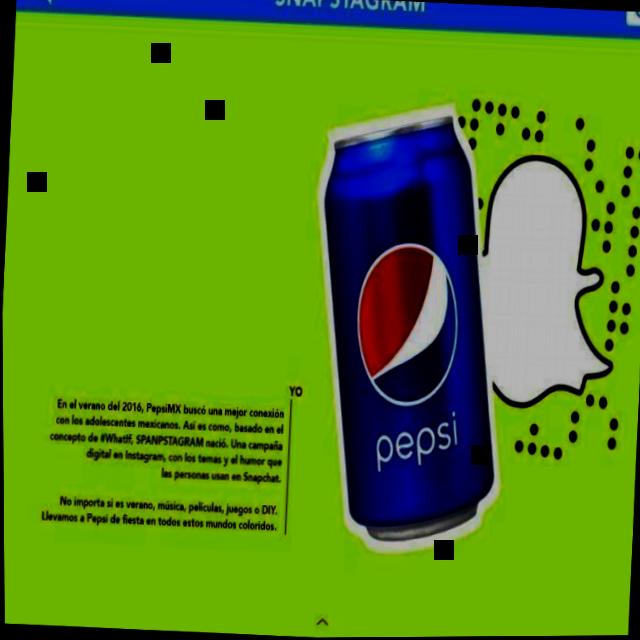 SNAPSTAGRAM
YO
En el verano del 2016, PepsiMX buscó una mejor conexión
con los adolescentes mexicanos. Así es como, basado en el
concepto de #WhatIf, SPANPSTAGRAM nació. Una campaña
digital en Instagram, con los temas y el humor que
las personas usan en Snapchat.
No importa si es verano, música, películas, juegos o DIY.
Llevamos a Pepsi de fiesta en todos estos mundos coloridos.
pepsi